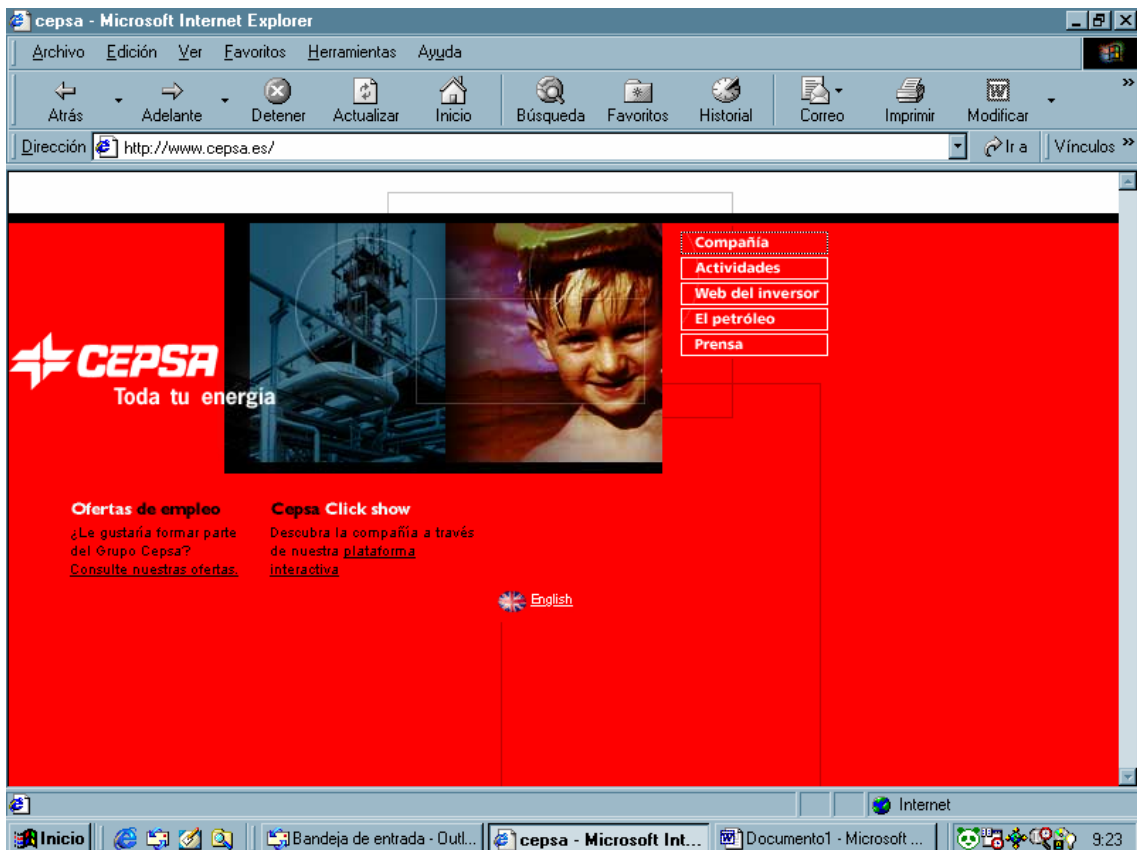 cepsa - Microsoft Internet Explorer
Archivo Edición Ver Favoritos Herramientas Ayuda
Atrás Adelante Detener Actualizar Inicio Búsqueda Favoritos Historial Correo Imprimir Modificar »
Dirección http://www.cepsa.es/ Ir a Vínculos »
Compañía
Actividades
Web del inversor
El petróleo
Prensa
CEPSA
Toda tu energia
Ofertas de empleo
¿Le gustaría formar parte
del Grupo Cepsa?
Consulte nuestras ofertas.
Cepsa Click show
Descubra la compañía a través
de nuestra plataforma
interactiva
English
Internet
Inicio Bandeja de entrada - Outl... cepsa - Microsoft Int... Documento1 - Microsoft ... 9:23